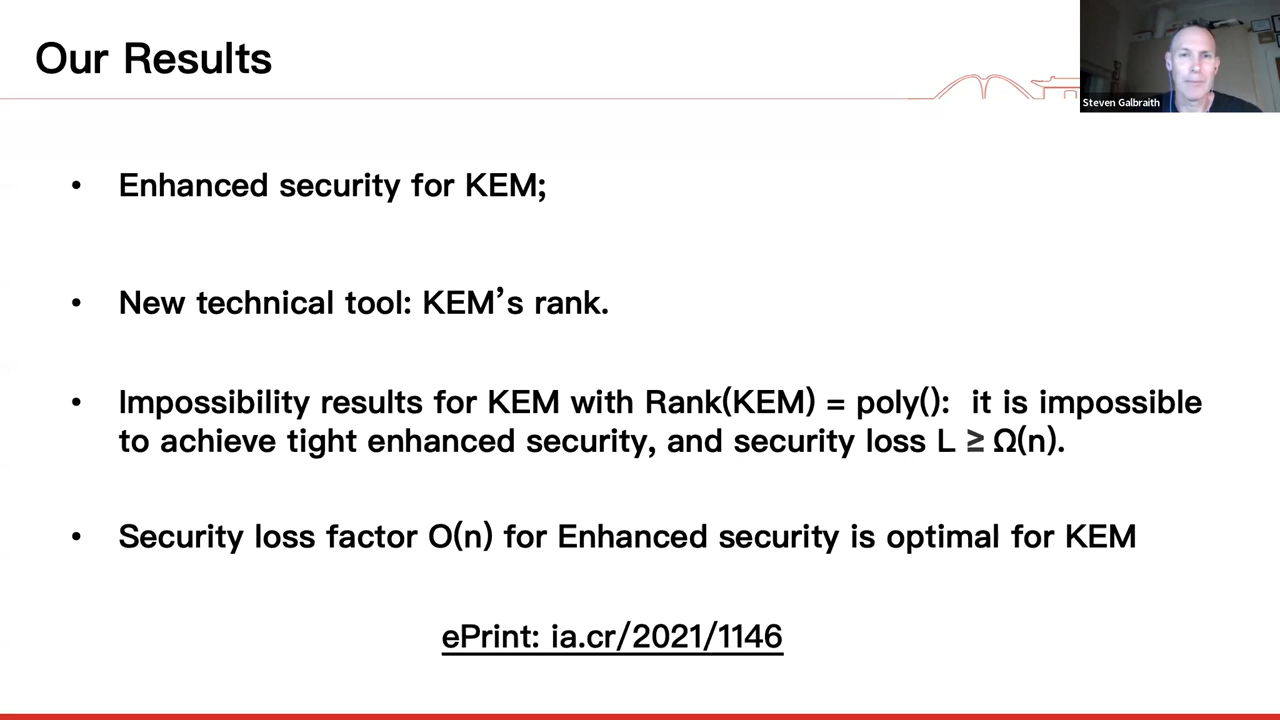 Our Results
Steven Galbraith
• Enhanced security for KEM;
• New technical tool: KEM’s rank.
• Impossibility results for KEM with Rank(KEM) = poly(): it is impossible
to achieve tight enhanced security, and security loss L ≥ Ω(n).
• Security loss factor O(n) for Enhanced security is optimal for KEM
ePrint: ia.cr/2021/1146